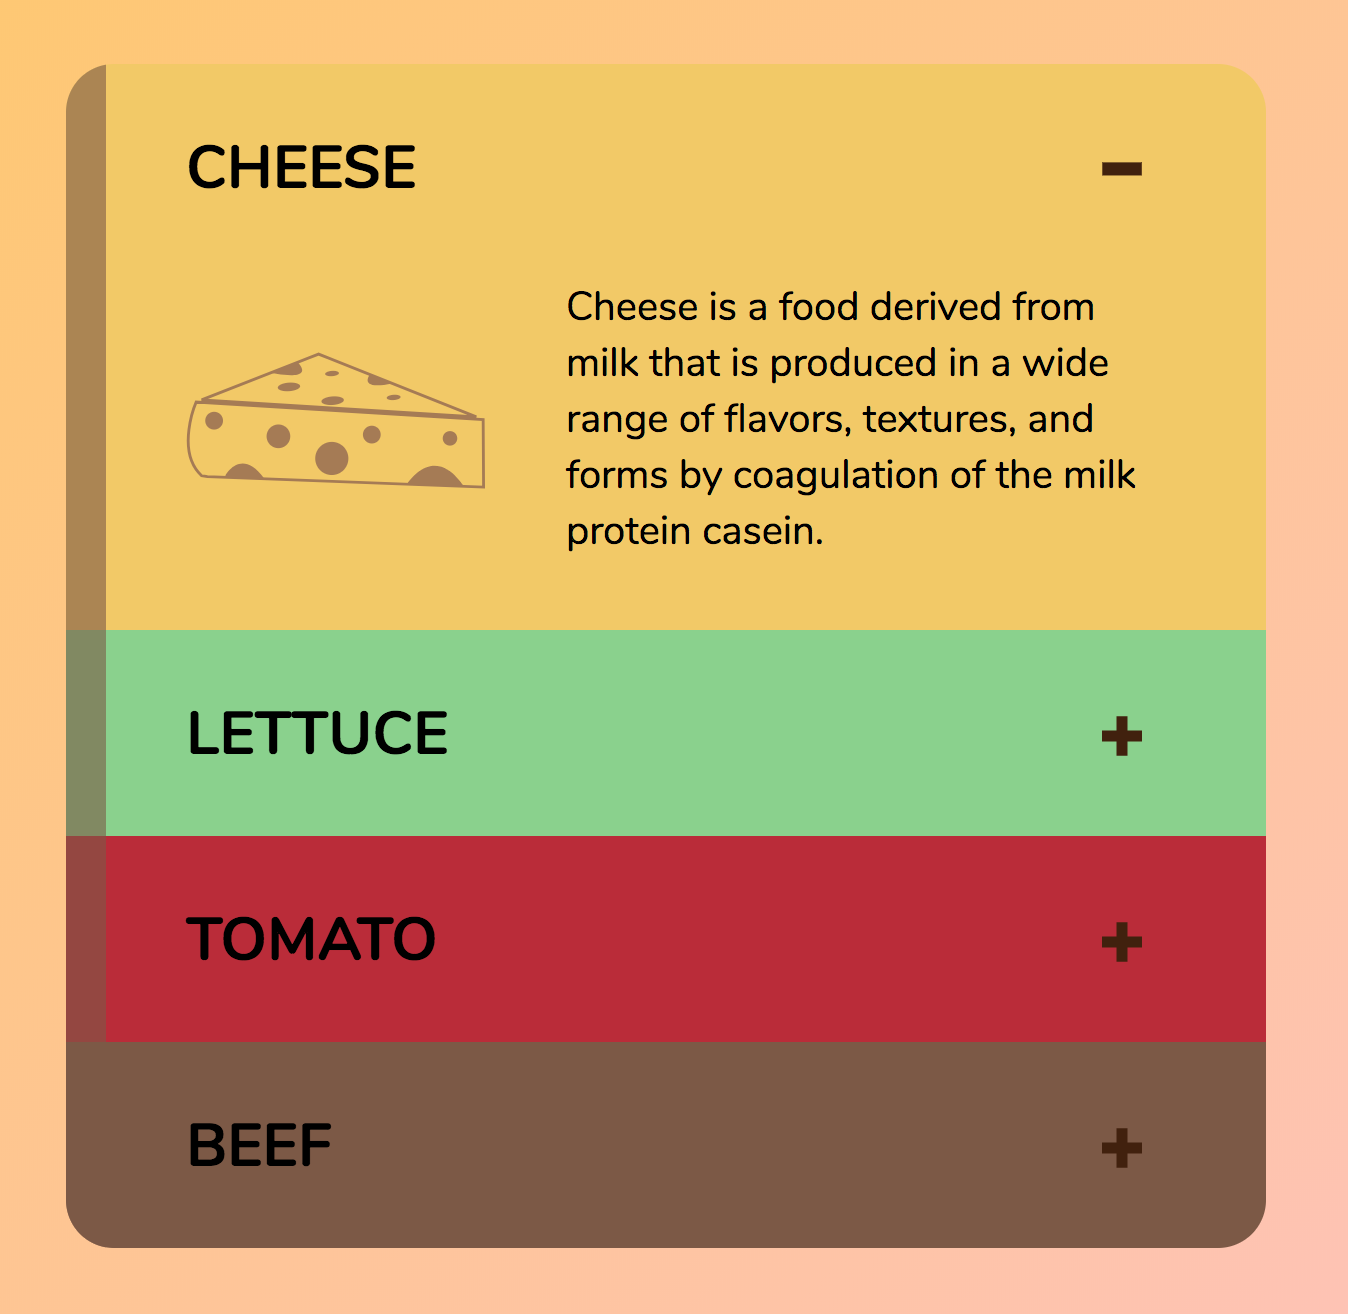 CHEESE
Cheese is a food derived from
milk that is produced in a wide
range of flavors, textures, and
forms by coagulation of the milk
protein casein.
LETTUCE
TOMATO
BEEF